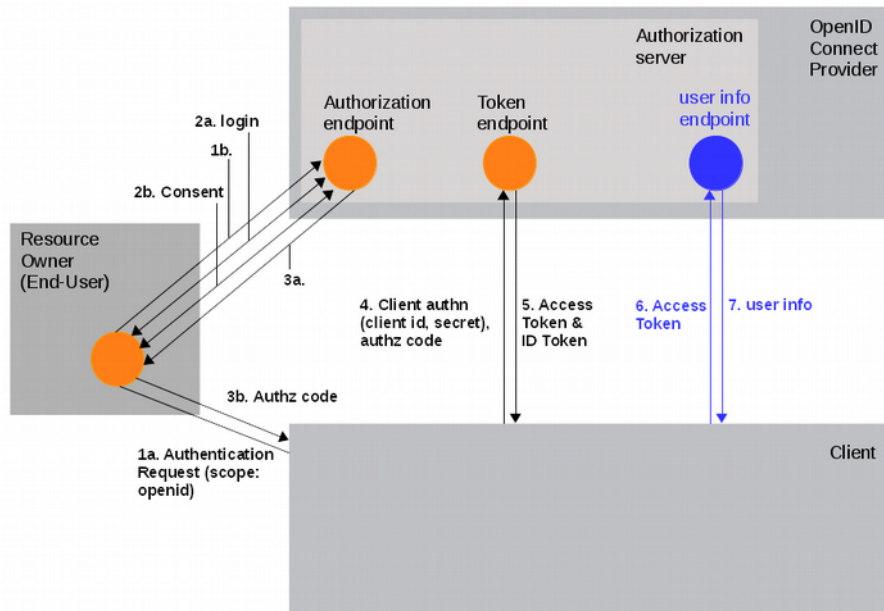 OpenID
Connect
Provider
Authorization
server
Authorization
endpoint
Token
endpoint
user info
endpoint
2a. login
1b.
2b. Consent
Resource
Owner
(End-User)
3a.
4. Client authn
(client id, secret),
authz code
5. Access
Token &
ID Token
6. Access
Token
7. user info
3b. Authz code
1a. Authentication
Request (scope:
openid)
Client